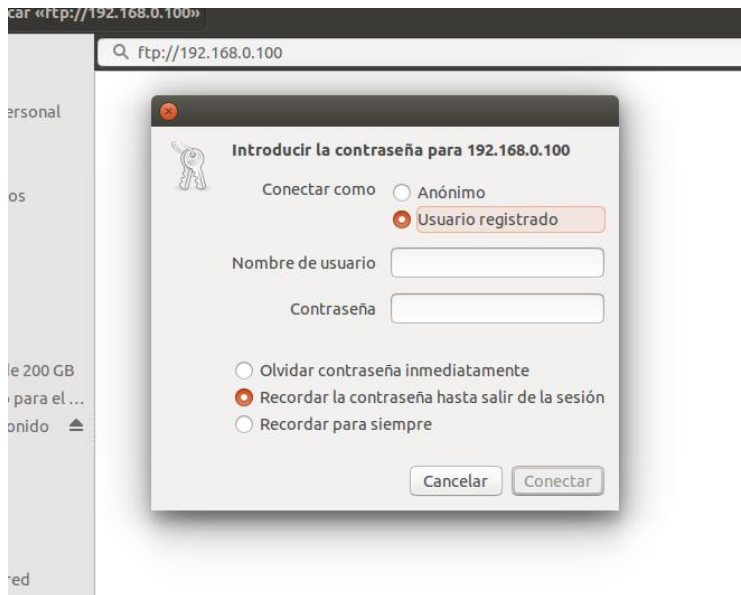 car «ftp://192.168.0.100»
ftp://192.168.0.100
ersonal
os
le 200 GB
para el ...
onido
red
Introducir la contraseña para 192.168.0.100
Conectar como
Anónimo
Usuario registrado
Nombre de usuario
Contraseña
Olvidar contraseña inmediatamente
Recordar la contraseña hasta salir de la sesión
Recordar para siempre
Cancelar
Conectar